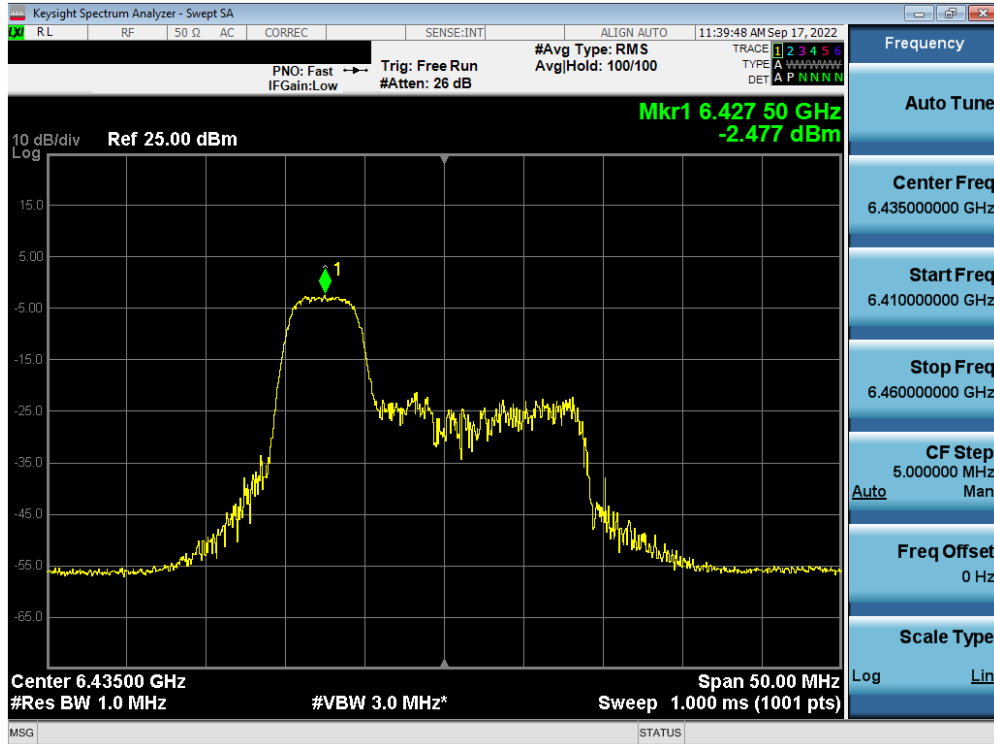 Keysight Spectrum Analyzer - Swept SA
LXI RL RF 50 Ω AC CORREC SENSE:INT ALIGN AUTO 11:39:48 AM Sep 17, 2022
PNO: Fast
IFGain:Low
Trig: Free Run
#Atten: 26 dB
#Avg Type: RMS
Avg|Hold: 100/100
TRACE 1 2 3 4 5 6
TYPE A WWWWW
DET A P N N N N
Mkr1 6.427 50 GHz
-2.477 dBm
10 dB/div Ref 25.00 dBm
Log
15.0
5.00
-5.00
-15.0
-25.0
-35.0
-45.0
-55.0
-65.0
1
Center 6.43500 GHz Span 50.00 MHz
#Res BW 1.0 MHz #VBW 3.0 MHz* Sweep 1.000 ms (1001 pts)
MSG STATUS
Frequency
Auto Tune
Center Freq
6.435000000 GHz
Start Freq
6.410000000 GHz
Stop Freq
6.460000000 GHz
CF Step
5.000000 MHz
Auto Man
Freq Offset
0 Hz
Scale Type
Log Lin